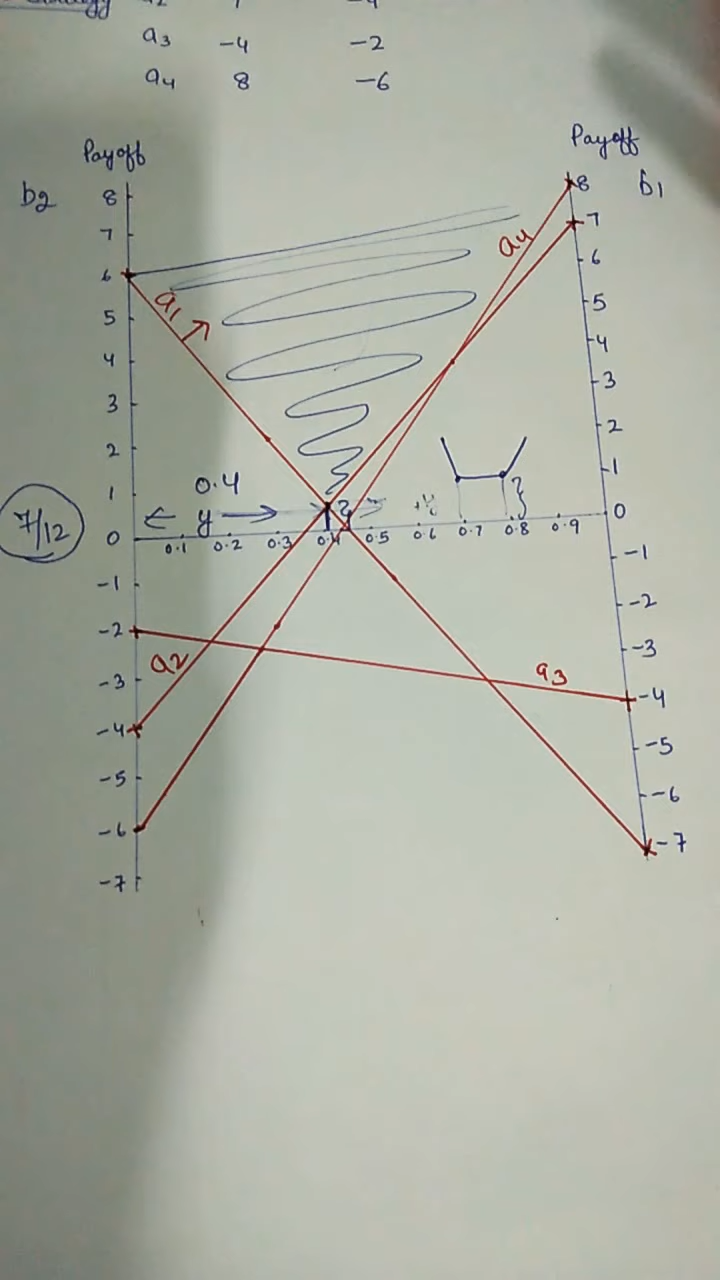 a2 7 -4
a3 -4 -2
a4 8 -6
Payoff Payoff
b2 b1
8 8
7 7
6 6
5 5
4 4
3 3
2 2
1 1
0 0
-1 -1
-2 -2
-3 -3
-4 -4
-5 -5
-6 -6
-7 -7
a1
a4
0.4
y
7/12
0.1 0.2 0.3 0.4 0.5 0.6 0.7 0.8 0.9
a2
a3